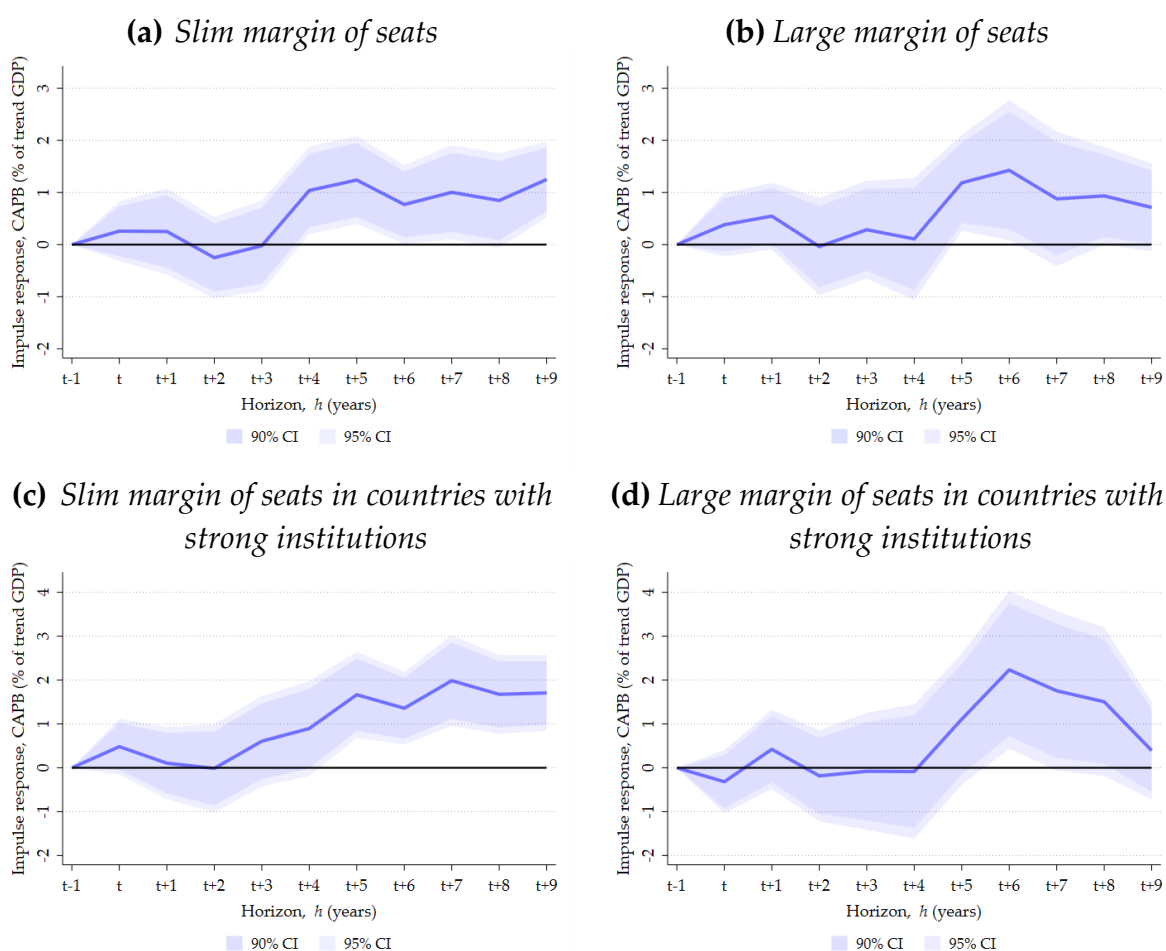 (a) Slim margin of seats
Impulse response, CAPB (% of trend GDP)
3
2
1
0
-1
-2
t-1 t t+1 t+2 t+3 t+4 t+5 t+6 t+7 t+8 t+9
Horizon, h (years)
90% CI 95% CI
(b) Large margin of seats
Impulse response, CAPB (% of trend GDP)
3
2
1
0
-1
-2
t-1 t t+1 t+2 t+3 t+4 t+5 t+6 t+7 t+8 t+9
Horizon, h (years)
90% CI 95% CI
(c) Slim margin of seats in countries with
strong institutions
Impulse response, CAPB (% of trend GDP)
4
3
2
1
0
-1
-2
t-1 t t+1 t+2 t+3 t+4 t+5 t+6 t+7 t+8 t+9
Horizon, h (years)
90% CI 95% CI
(d) Large margin of seats in countries with
strong institutions
Impulse response, CAPB (% of trend GDP)
4
3
2
1
0
-1
-2
t-1 t t+1 t+2 t+3 t+4 t+5 t+6 t+7 t+8 t+9
Horizon, h (years)
90% CI 95% CI